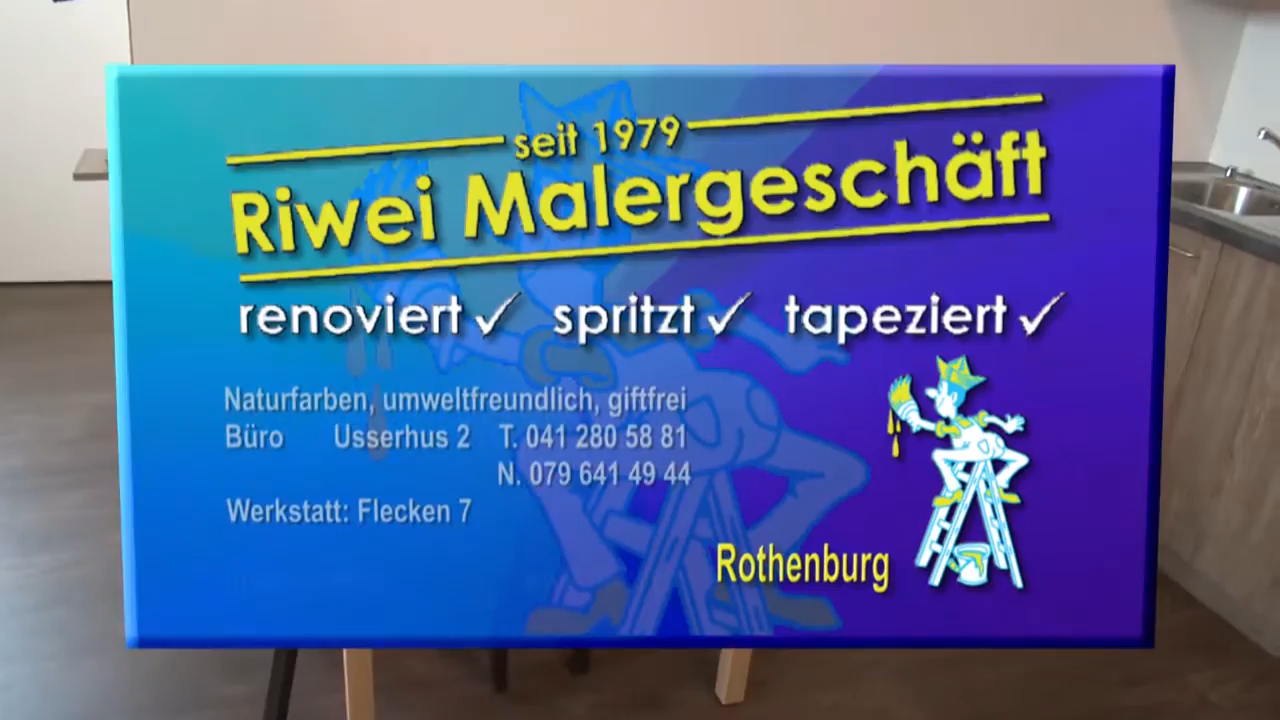 seit 1979
Riwei Malergeschäft
renoviert ✓ spritzt ✓ tapeziert ✓
Naturfarben, umweltfreundlich, giftfrei
Büro Usserhus 2 T. 041 280 58 81
N. 079 641 49 44
Werkstatt: Flecken 7
Rothenburg